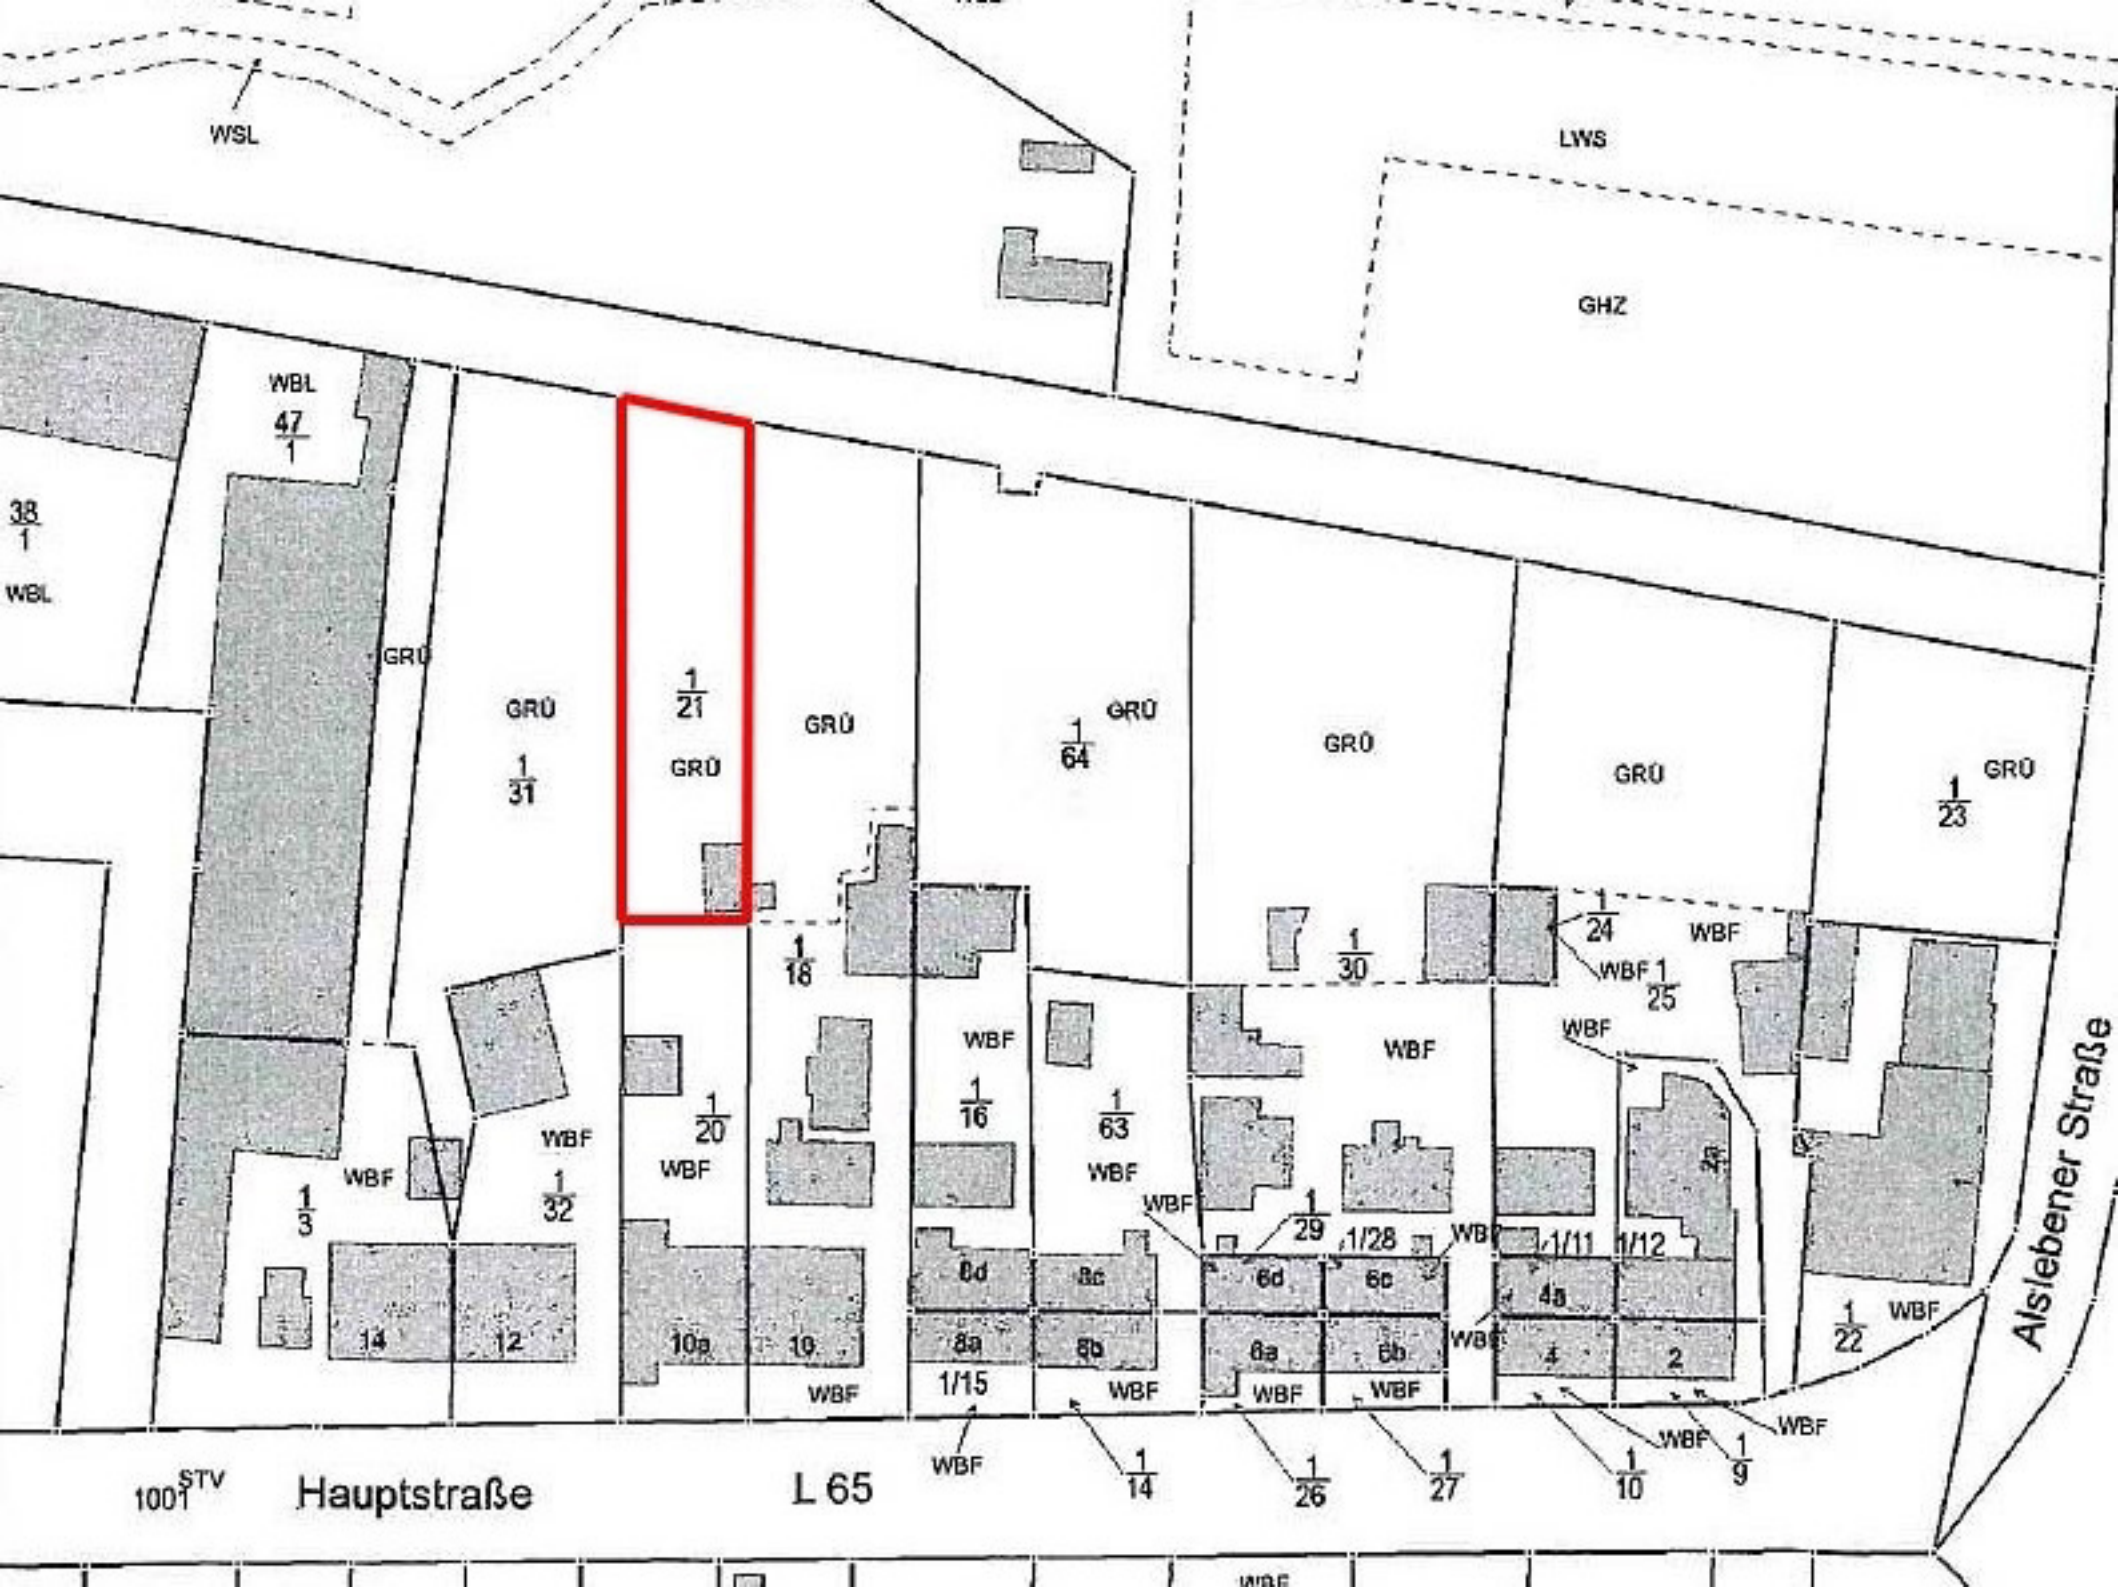 WSL
LWS
GHZ
WBL
47
1
38
1
WBL
GRÜ
GRÜ
1
31
1
21
GRÜ
GRÜ
1
64
GRÜ
GRÜ
GRÜ
GRÜ
1
23
1
18
1
30
1
24
WBF
WBF
1
25
WBF
WBF
1
16
1
63
WBF
WBF
1
20
WBF
WBF
1
32
WBF
1
3
WBF
1
29
1/28
WBF
1/11
1/12
2a
1
14
12
10a
10
8d
8c
8a
8b
6d
6c
6a
6b
4a
4
2
WBF
1/15
WBF
WBF
WBF
WBF
1
22
WBF
WBF
1
14
1
26
1
27
1
10
WBF
1
9
WBF
Alslebener Straße
1001
STV
Hauptstraße
L 65